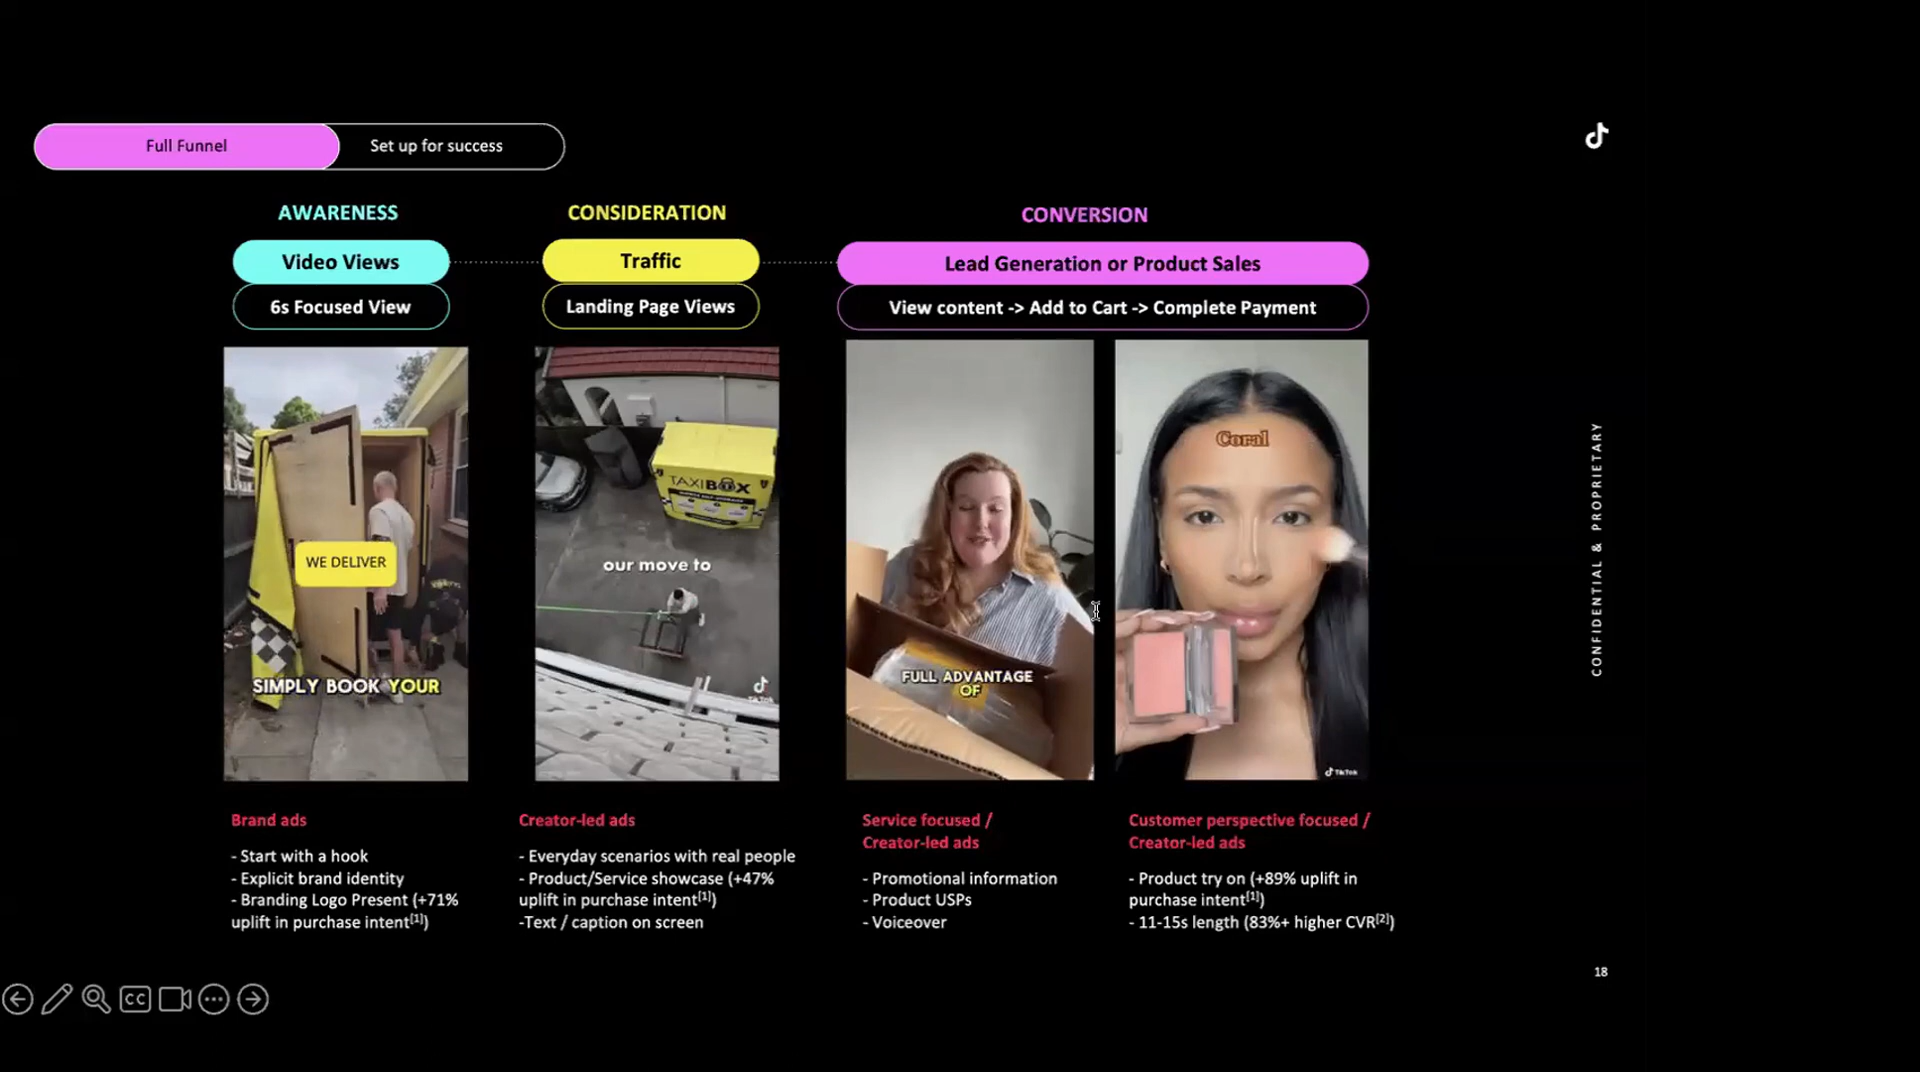 Full Funnel
Set up for success
AWARENESS
Video Views
6s Focused View
CONSIDERATION
Traffic
Landing Page Views
CONVERSION
Lead Generation or Product Sales
View content -> Add to Cart -> Complete Payment
WE DELIVER
SIMPLY BOOK YOUR
TAXIBOX
our move to
TikTok
FULL ADVANTAGE
OF
Coral
TikTok
Brand ads
- Start with a hook
- Explicit brand identity
- Branding Logo Present (+71%
uplift in purchase intent[1])
Creator-led ads
- Everyday scenarios with real people
- Product/Service showcase (+47%
uplift in purchase intent[1])
-Text / caption on screen
Service focused /
Creator-led ads
- Promotional information
- Product USPs
- Voiceover
Customer perspective focused /
Creator-led ads
- Product try on (+89% uplift in
purchase intent[1])
- 11-15s length (83%+ higher CVR[2])
CONFIDENTIAL & PROPRIETARY
18
CC